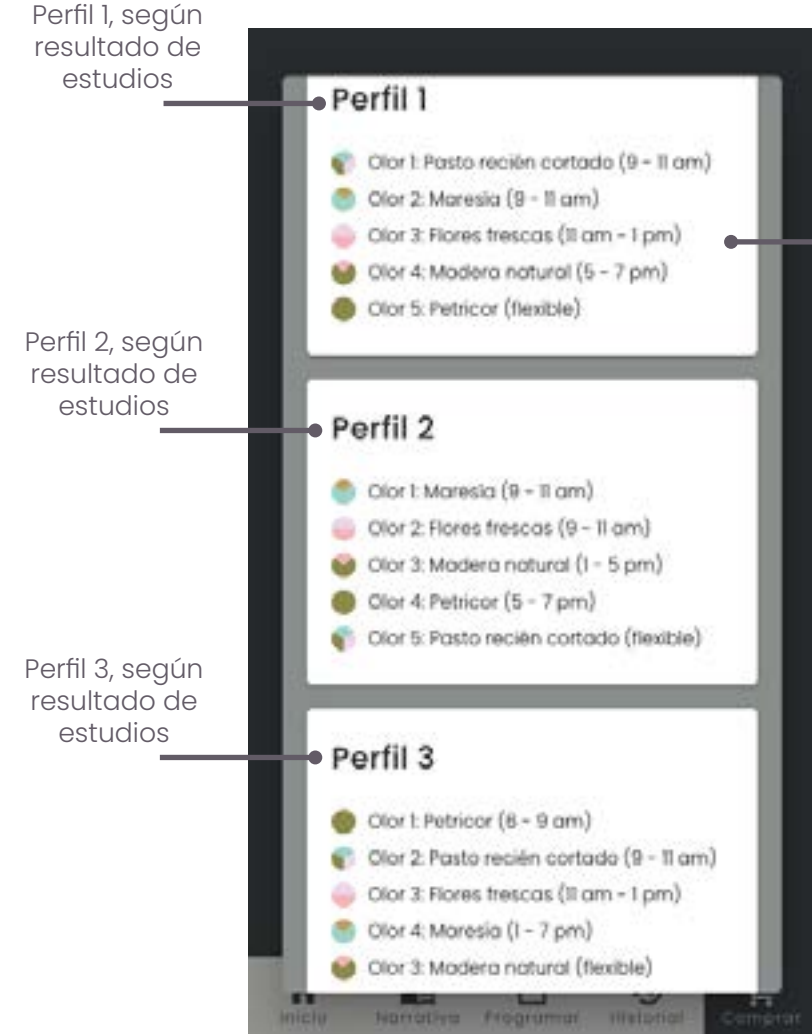 Perfil 1, según
resultado de
estudios
Perfil 1
Olor 1: Pasto recién cortado (9 - 11 am)
Olor 2: Maresía (9 - 11 am)
Olor 3: Flores frescas (11 am - 1 pm)
Olor 4: Madera natural (5 - 7 pm)
Olor 5: Petricor (flexible)
Perfil 2, según
resultado de
estudios
Perfil 2
Olor 1: Maresía (9 - 11 am)
Olor 2: Flores frescas (9 - 11 am)
Olor 3: Madera natural (1 - 5 pm)
Olor 4: Petricor (5 - 7 pm)
Olor 5: Pasto recién cortado (flexible)
Perfil 3, según
resultado de
estudios
Perfil 3
Olor 1: Petricor (6 - 9 am)
Olor 2: Pasto recién cortado (9 - 11 am)
Olor 3: Flores frescas (11 am - 1 pm)
Olor 4: Maresía (1 - 7 pm)
Olor 3: Madera natural (flexible)
Inicio Narrativa Programar Historial Comprar